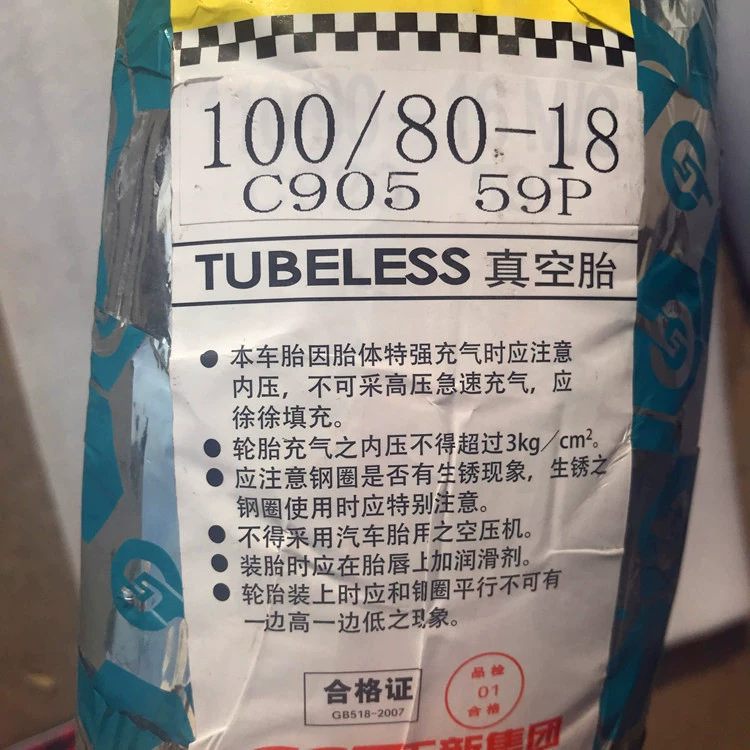 100/80-18
C905 59P
TUBELESS 真空胎
● 本车胎因胎体特强充气时应注意
内压，不可采高压急速充气，应
徐徐填充。
● 轮胎充气之内压不得超过3kg/cm²。
● 应注意钢圈是否有生锈现象，生锈之
钢圈使用时应特别注意。
● 不得采用汽车胎用之空压机。
● 装胎时应在胎唇上加润滑剂。
● 轮胎装上时应和钢圈平行不可有
一边高一边低之现象。
合格证
GB518-2007
品检
01
合格
新集团